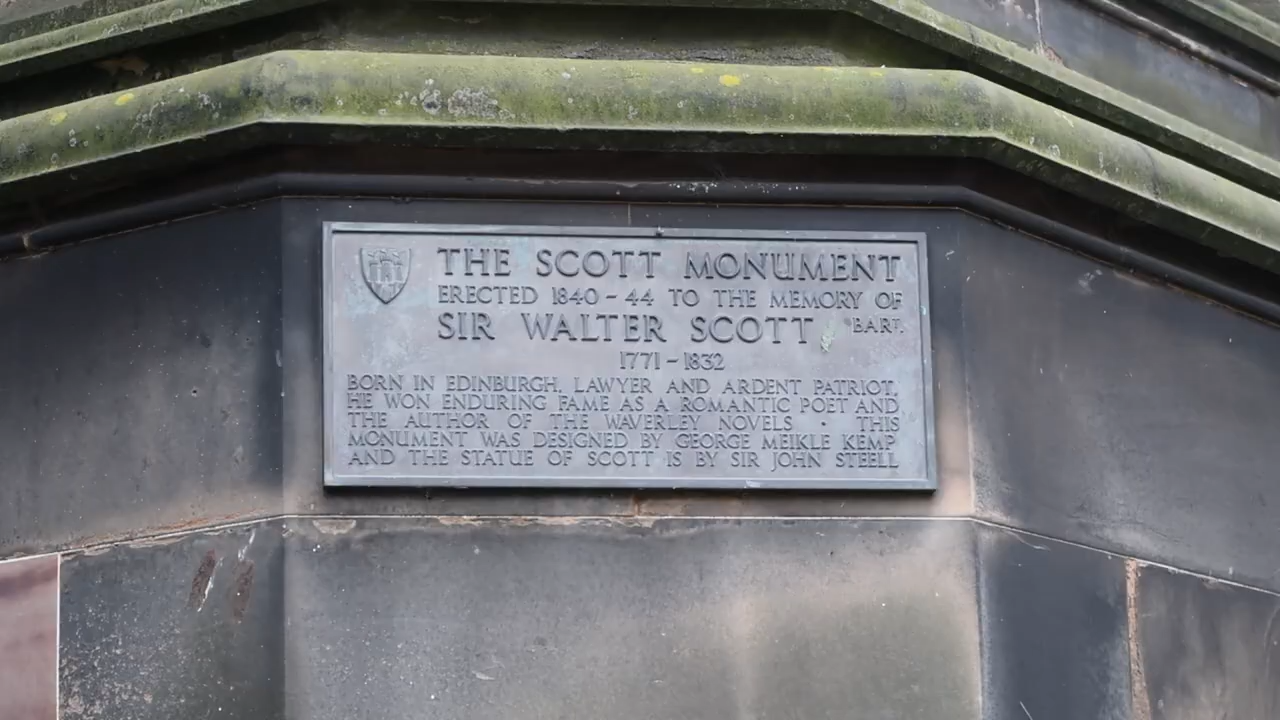 THE SCOTT MONUMENT
ERECTED 1840 - 44 TO THE MEMORY OF
SIR WALTER SCOTT BART.
1771 - 1832
BORN IN EDINBURGH, LAWYER AND ARDENT PATRIOT,
HE WON ENDURING FAME AS A ROMANTIC POET AND
THE AUTHOR OF THE WAVERLEY NOVELS · THIS
MONUMENT WAS DESIGNED BY GEORGE MEIKLE KEMP
AND THE STATUE OF SCOTT IS BY SIR JOHN STEELL